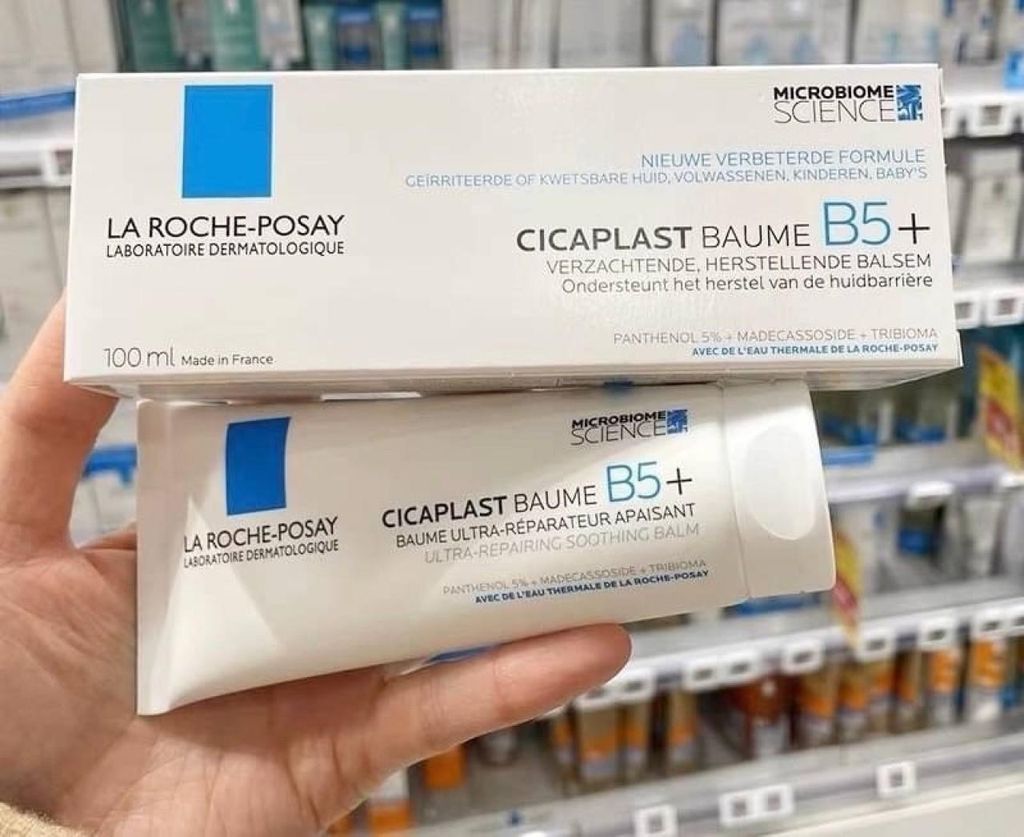 MICROBIOME
SCIENCE
NIEUWE VERBETERDE FORMULE
GEÏRRITEERDE OF KWETSBARE HUID, VOLWASSENEN, KINDEREN, BABY'S
LA ROCHE-POSAY
LABORATOIRE DERMATOLOGIQUE
CICAPLAST BAUME B5+
VERZACHTENDE, HERSTELLENDE BALSEM
Ondersteunt het herstel van de huidbarrière
PANTHENOL 5% + MADECASSOSIDE + TRIBIOMA
AVEC DE L'EAU THERMALE DE LA ROCHE-POSAY
100 ml Made in France
MICROBIOME
SCIENCE
LA ROCHE-POSAY
LABORATOIRE DERMATOLOGIQUE
CICAPLAST BAUME B5+
BAUME ULTRA-RÉPARATEUR APAISANT
ULTRA-REPAIRING SOOTHING BALM
PANTHENOL 5% + MADECASSOSIDE + TRIBIOMA
AVEC DE L'EAU THERMALE DE LA ROCHE-POSAY